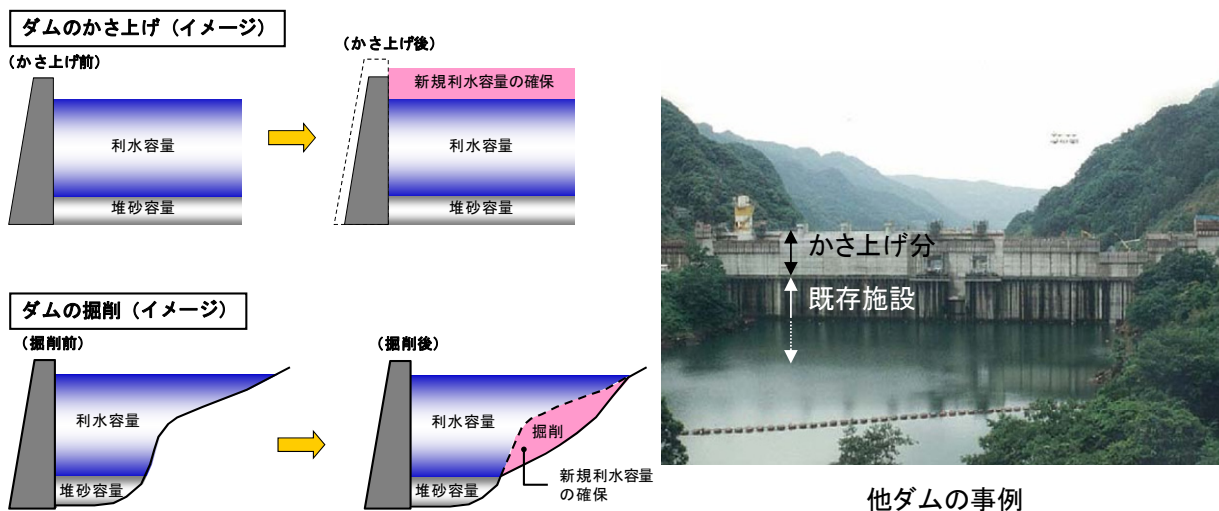 ダムのかさ上げ（イメージ）
（かさ上げ前）
利水容量
堆砂容量
（かさ上げ後）
新規利水容量の確保
利水容量
堆砂容量
ダムの掘削（イメージ）
（掘削前）
利水容量
堆砂容量
（掘削後）
利水容量
掘削
堆砂容量
新規利水容量
の確保
かさ上げ分
既存施設
他ダムの事例